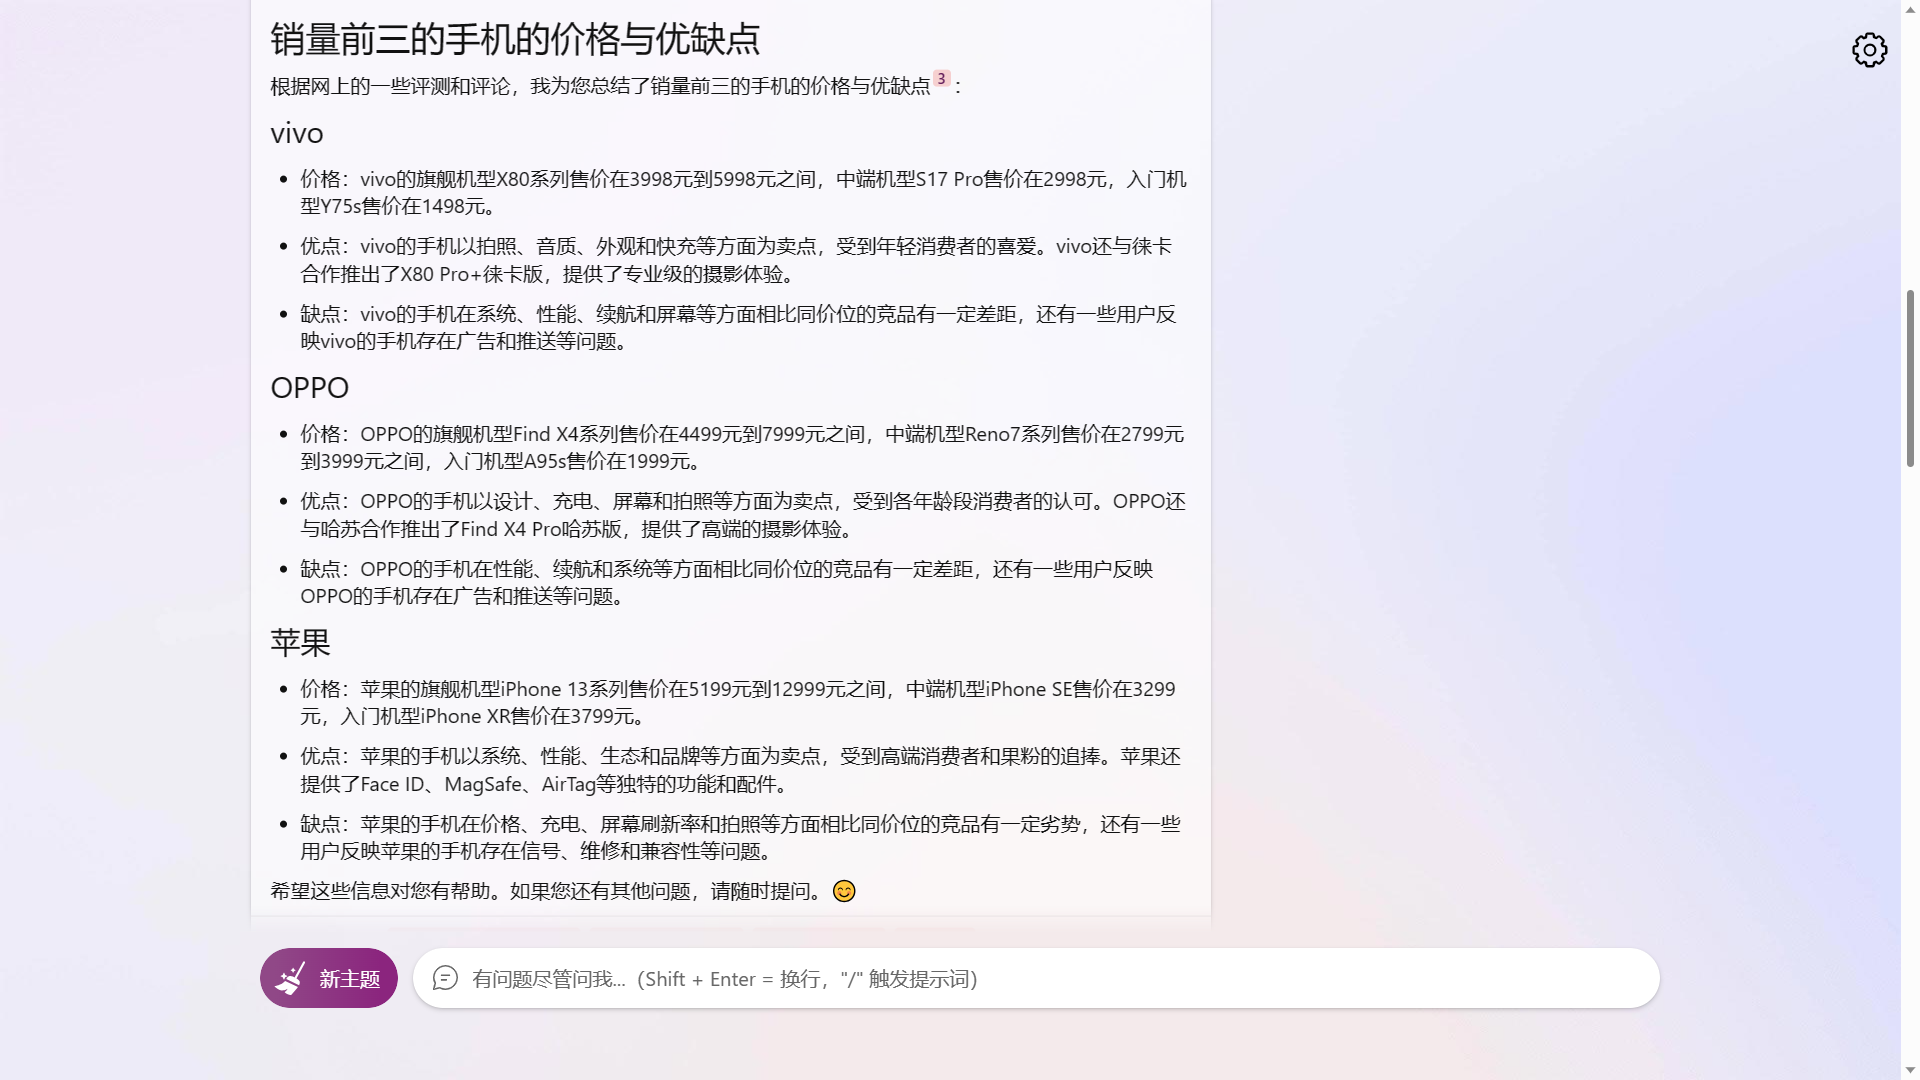 销量前三的手机的价格与优缺点
根据网上的一些评测和评论，我为您总结了销量前三的手机的价格与优缺点3：
vivo
• 价格：vivo的旗舰机型X80系列售价在3998元到5998元之间，中端机型S17 Pro售价在2998元，入门机
型Y75s售价在1498元。
• 优点：vivo的手机以拍照、音质、外观和快充等方面为卖点，受到年轻消费者的喜爱。vivo还与徕卡
合作推出了X80 Pro+徕卡版，提供了专业级的摄影体验。
• 缺点：vivo的手机在系统、性能、续航和屏幕等方面相比同价位的竞品有一定差距，还有一些用户反
映vivo的手机存在广告和推送等问题。
OPPO
• 价格：OPPO的旗舰机型Find X4系列售价在4499元到7999元之间，中端机型Reno7系列售价在2799元
到3999元之间，入门机型A95s售价在1999元。
• 优点：OPPO的手机以设计、充电、屏幕和拍照等方面为卖点，受到各年龄段消费者的认可。OPPO还
与哈苏合作推出了Find X4 Pro哈苏版，提供了高端的摄影体验。
• 缺点：OPPO的手机在性能、续航和系统等方面相比同价位的竞品有一定差距，还有一些用户反映
OPPO的手机存在广告和推送等问题。
苹果
• 价格：苹果的旗舰机型iPhone 13系列售价在5199元到12999元之间，中端机型iPhone SE售价在3299
元，入门机型iPhone XR售价在3799元。
• 优点：苹果的手机以系统、性能、生态和品牌等方面为卖点，受到高端消费者和果粉的追捧。苹果还
提供了Face ID、MagSafe、AirTag等独特的功能和配件。
• 缺点：苹果的手机在价格、充电、屏幕刷新率和拍照等方面相比同价位的竞品有一定劣势，还有一些
用户反映苹果的手机存在信号、维修和兼容性等问题。
希望这些信息对您有帮助。如果您还有其他问题，请随时提问。😊
新主题
有问题尽管问我...（Shift + Enter = 换行，"/" 触发提示词）